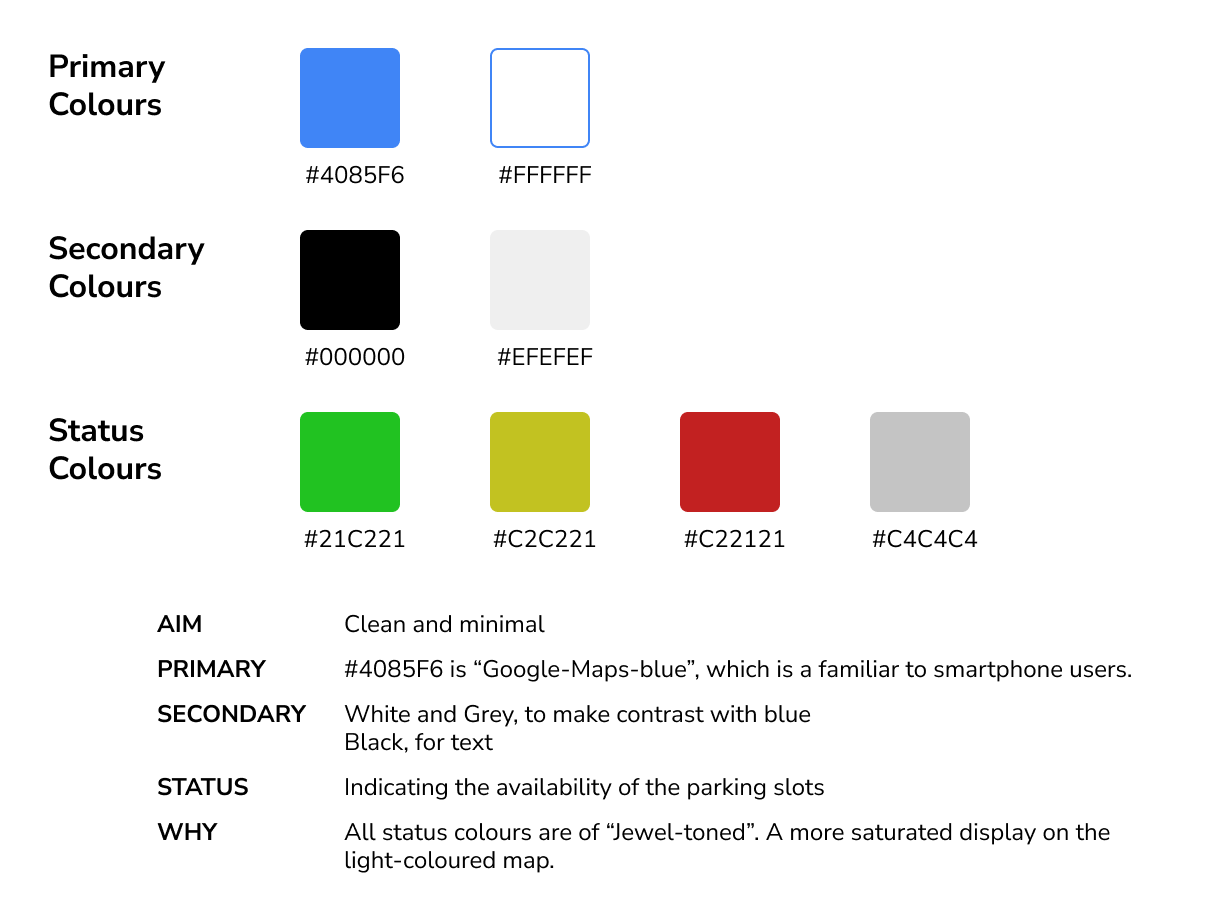 Primary
Colours
#4085F6
#FFFFFF
Secondary
Colours
#000000
#EFEFEF
Status
Colours
#21C221
#C2C221
#C22121
#C4C4C4
AIM
Clean and minimal
PRIMARY
#4085F6 is “Google-Maps-blue”, which is a familiar to smartphone users.
SECONDARY
White and Grey, to make contrast with blue
Black, for text
STATUS
Indicating the availability of the parking slots
WHY
All status colours are of “Jewel-toned”. A more saturated display on the
light-coloured map.